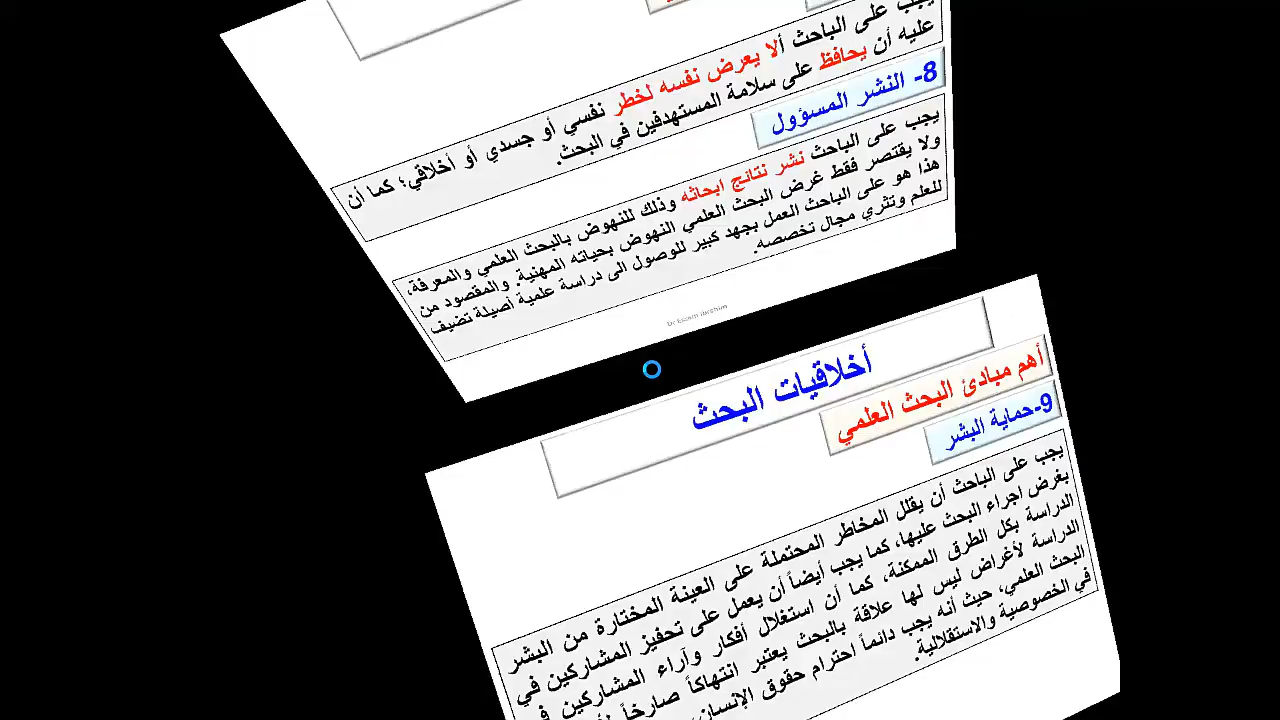 يجب على الباحث ألا يعرض نفسه لخطر نفسي أو جسدي أو أخلاقي؛ كما أن
عليه أن يحافظ على سلامة المستهدفين في البحث.
8- النشر المسؤول
يجب على الباحث نشر نتائج ابحاثه وذلك للنهوض بالبحث العلمي والمعرفة،
ولا يقتصر فقط غرض البحث العلمي النهوض بحياته المهنية. والمقصود من
هذا هو على الباحث العمل بجهد كبير للوصول الى دراسة علمية أصيلة تضيف
للعلم وتثري مجال تخصصه.
Dr Essam Ibrahim
أخلاقيات البحث
أهم مبادئ البحث العلمي
9-حماية البشر
يجب على الباحث أن يقلل المخاطر المحتملة على العينة المختارة من البشر
بغرض اجراء البحث عليها، كما يجب أيضاً أن يعمل على تحفيز المشاركين في
الدراسة بكل الطرق الممكنة، كما أن استغلال أفكار وآراء المشاركين في
الدراسة لأغراض ليس لها علاقة بالبحث يعتبر انتهاكاً صارخاً
البحث العلمي، حيث أنه يجب دائماً احترام حقوق الإنسان
في الخصوصية والاستقلالية.